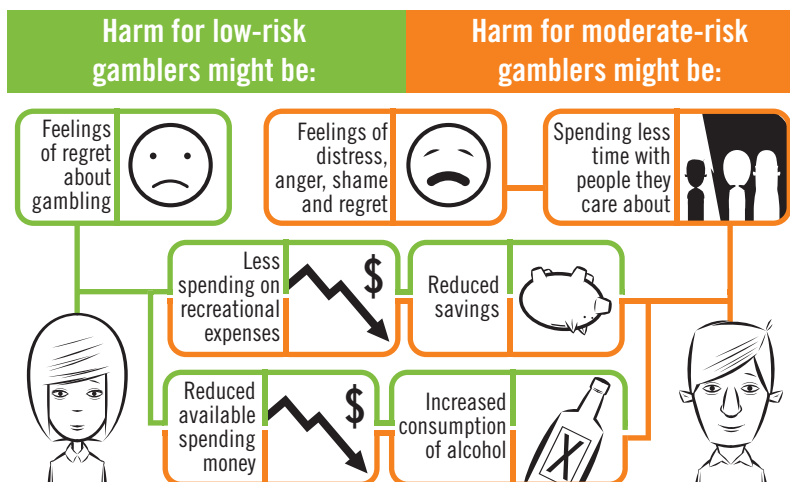 Harm for low-risk
gamblers might be:
Harm for moderate-risk
gamblers might be:
Feelings
of regret
about
gambling
Feelings of
distress,
anger, shame
and regret
Spending less
time with
people they
care about
Less
spending on
recreational
expenses
$
Reduced
savings
Reduced
available
spending
money
$
Increased
consumption
of alcohol
X